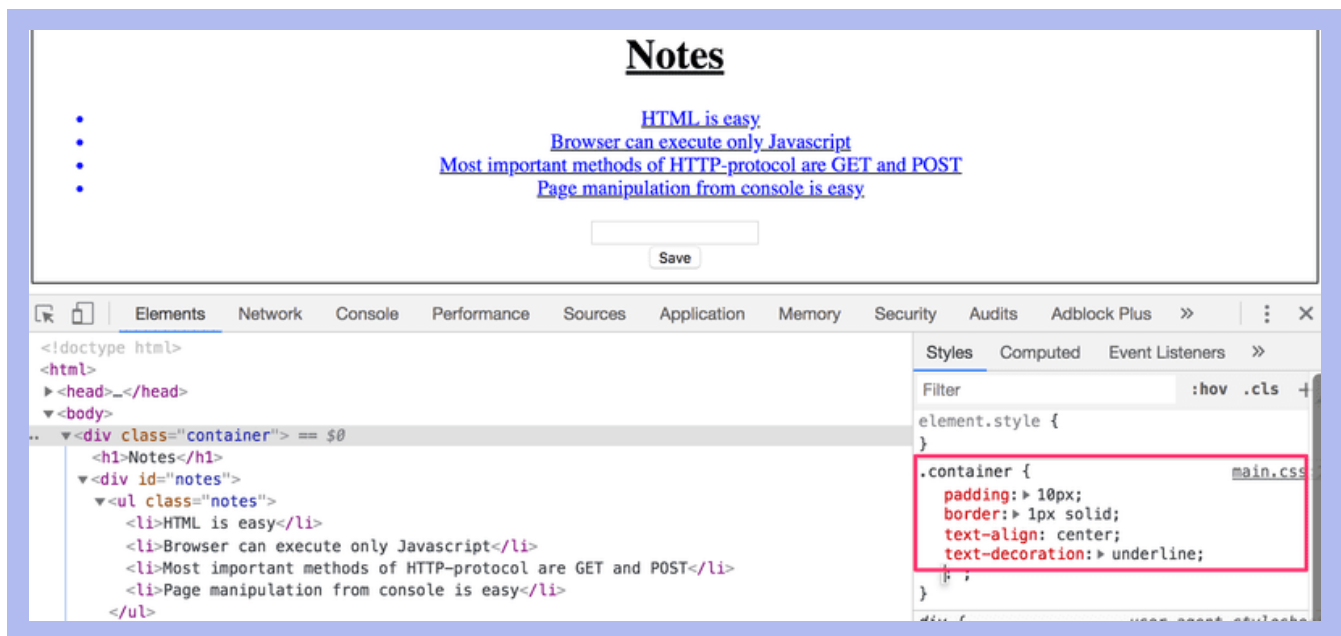 Notes
HTML is easy
Browser can execute only Javascript
Most important methods of HTTP-protocol are GET and POST
Page manipulation from console is easy
Save
Elements Network Console Performance Sources Application Memory Security Audits Adblock Plus »
<!doctype html>
<html>
▶<head>…</head>
▼<body>
.. ▼<div class="container"> == $0
<h1>Notes</h1>
▼<div id="notes">
▼<ul class="notes">
<li>HTML is easy</li>
<li>Browser can execute only Javascript</li>
<li>Most important methods of HTTP-protocol are GET and POST</li>
<li>Page manipulation from console is easy</li>
</ul>
Styles Computed Event Listeners »
Filter :hov .cls +
element.style {
}
.container { main.css:
padding:▶ 10px;
border:▶ 1px solid;
text-align: center;
text-decoration:▶ underline;
: ;
}
div { user agent